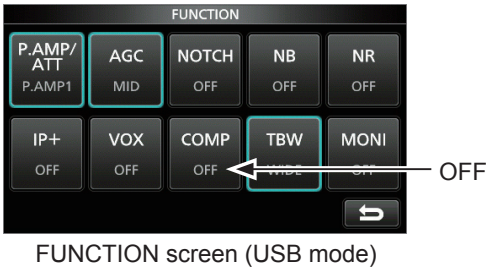 FUNCTION
P.AMP/ATT AGC NOTCH NB NR
P.AMP1 MID OFF OFF OFF
IP+ VOX COMP TBW MONI
OFF OFF OFF WIDE OFF
OFF
FUNCTION screen (USB mode)